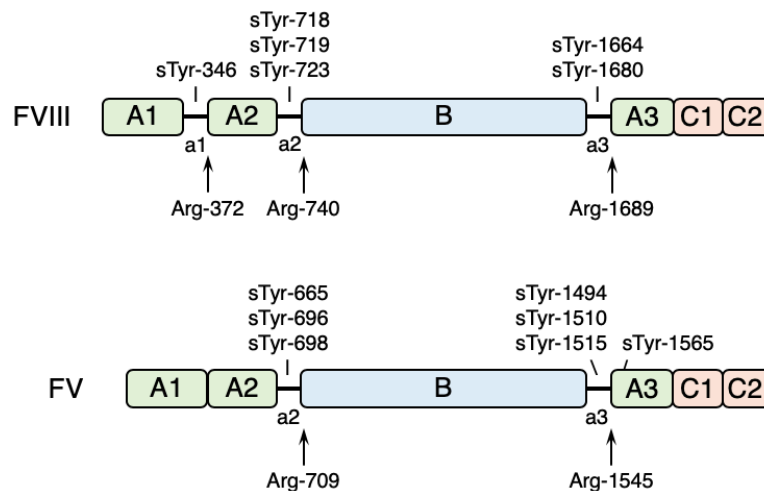 sTyr-718
sTyr-719
sTyr-346 sTyr-723
sTyr-1664
sTyr-1680
FVIII A1 A2 B A3 C1 C2
a1 a2 a3
Arg-372 Arg-740 Arg-1689
sTyr-665
sTyr-696
sTyr-698
sTyr-1494
sTyr-1510
sTyr-1515 sTyr-1565
FV A1 A2 B A3 C1 C2
a2 a3
Arg-709 Arg-1545